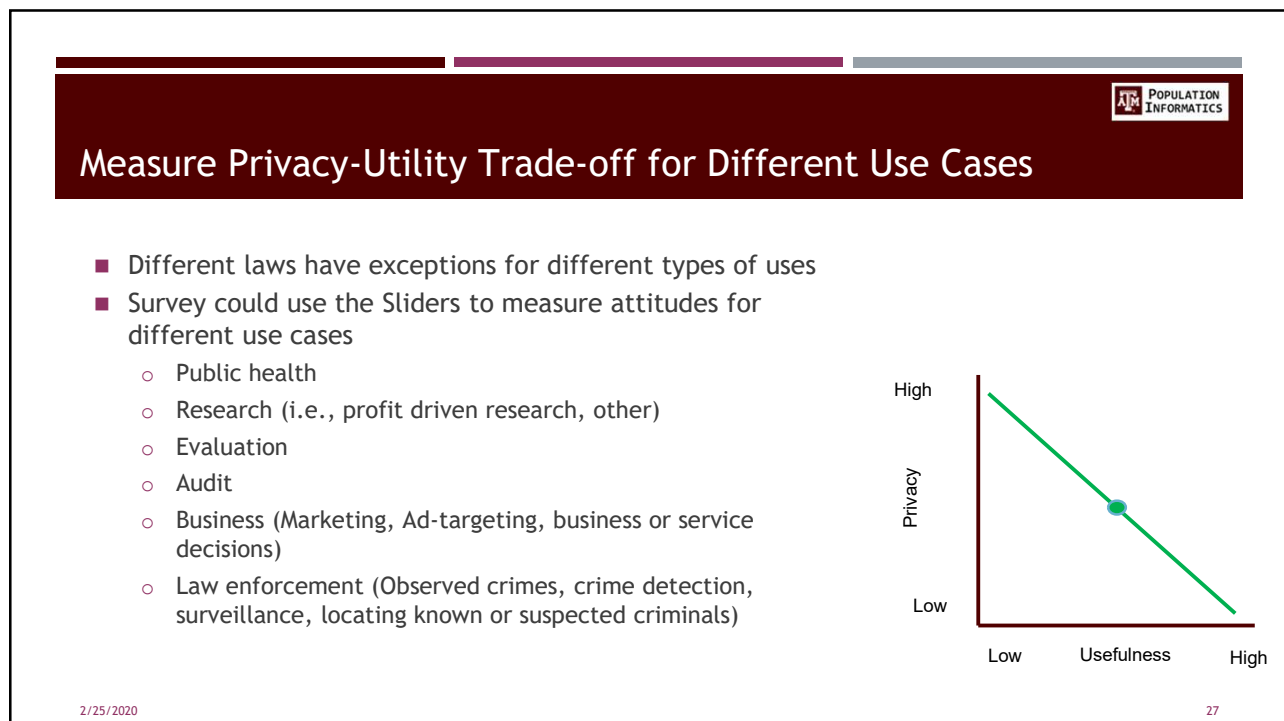 ATM POPULATION
INFORMATICS
Measure Privacy-Utility Trade-off for Different Use Cases
■ Different laws have exceptions for different types of uses
■ Survey could use the Sliders to measure attitudes for
different use cases
o Public health
o Research (i.e., profit driven research, other)
o Evaluation
o Audit
o Business (Marketing, Ad-targeting, business or service
decisions)
o Law enforcement (Observed crimes, crime detection,
surveillance, locating known or suspected criminals)
High
Privacy
Low
Low Usefulness High
2/25/2020 27